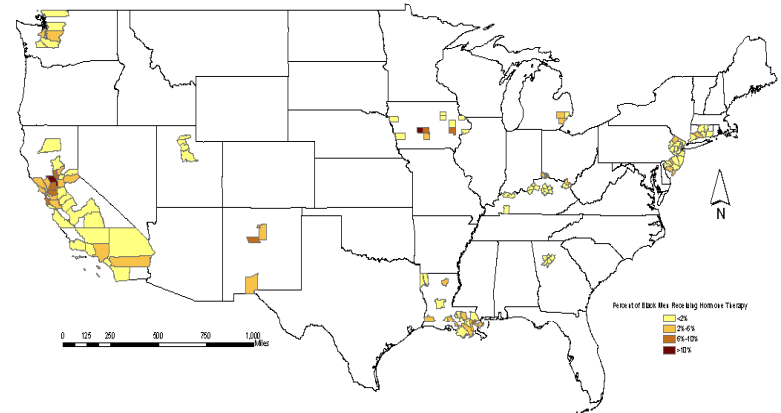 N
Percent of Black Men Receiving Hormone Therapy
<2%
2%-6%
6%-10%
>10%
0 125 250 500 750 1,000
Miles